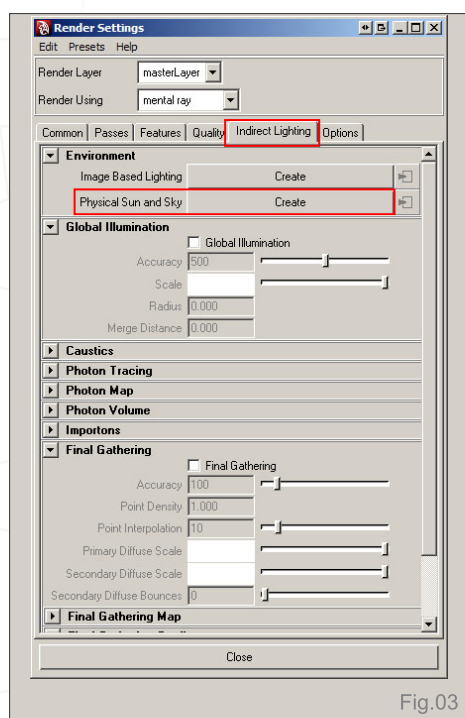 Render Settings
Edit Presets Help
Render Layer masterLayer
Render Using mental ray
Common Passes Features Quality Indirect Lighting Options
Environment
Image Based Lighting Create
Physical Sun and Sky Create
Global Illumination
Global Illumination
Accuracy 500
Scale
Radius 0.000
Merge Distance 0.000
Caustics
Photon Tracing
Photon Map
Photon Volume
Importons
Final Gathering
Final Gathering
Accuracy 100
Point Density 1.000
Point Interpolation 10
Primary Diffuse Scale
Secondary Diffuse Scale
Secondary Diffuse Bounces 0
Final Gathering Map
Close
Fig.03